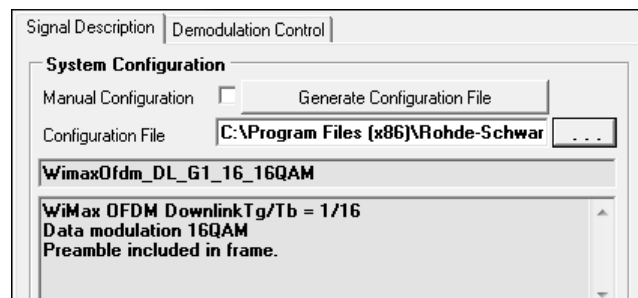 Signal Description Demodulation Control
System Configuration
Manual Configuration Generate Configuration File
Configuration File C:\Program Files (x86)\Rohde-Schwar ...
WimaxOfdm_DL_G1_16_16QAM
WiMax OFDM DownlinkTg/Tb = 1/16
Data modulation 16QAM
Preamble included in frame.